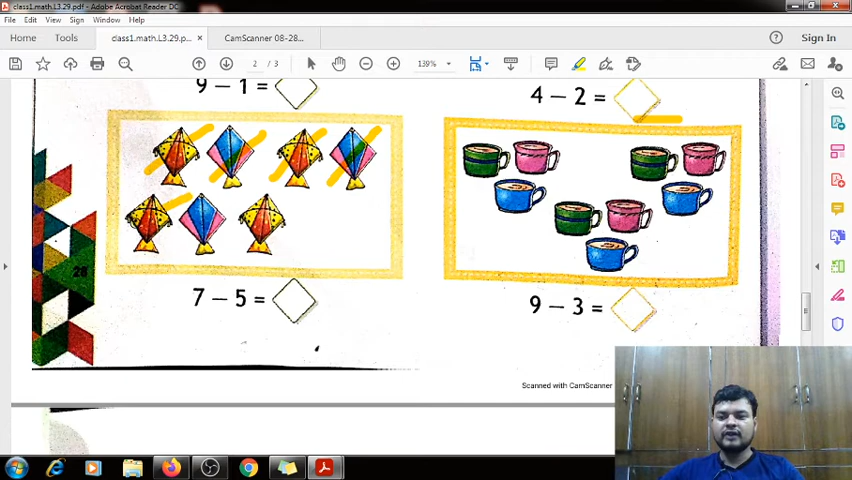 class1.math.L3.29.pdf - Adobe Acrobat Reader DC
File Edit View Sign Window Help
Home Tools class1.math.L3.29.p... × CamScanner 08-28... Sign In
2 / 3 139%
9 – 1 =
4 – 2 =
7 – 5 =
9 – 3 =
28
Scanned with CamScanner